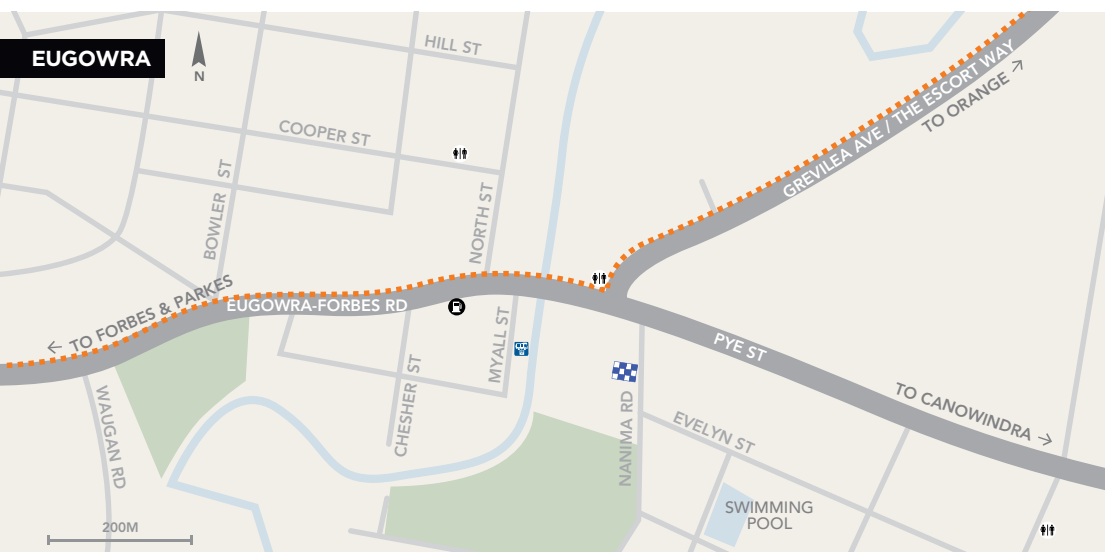 EUGOWRA
N
HILL ST
COOPER ST
BOWLER ST
NORTH ST
GREVILEA AVE / THE ESCORT WAY
TO ORANGE
TO FORBES & PARKES
EUGOWRA-FORBES RD
MYALL ST
CHESHER ST
WAUGAN RD
PYE ST
TO CANOWINDRA
NANIMA RD
EVELYN ST
SWIMMING
POOL
200M